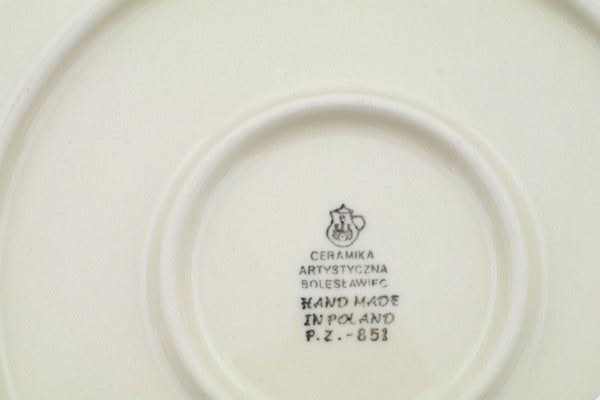 CERAMIKA
ARTYSTYCZNA
BOLESŁAWIEC
HAND MADE
IN POLAND
P.Z.-851